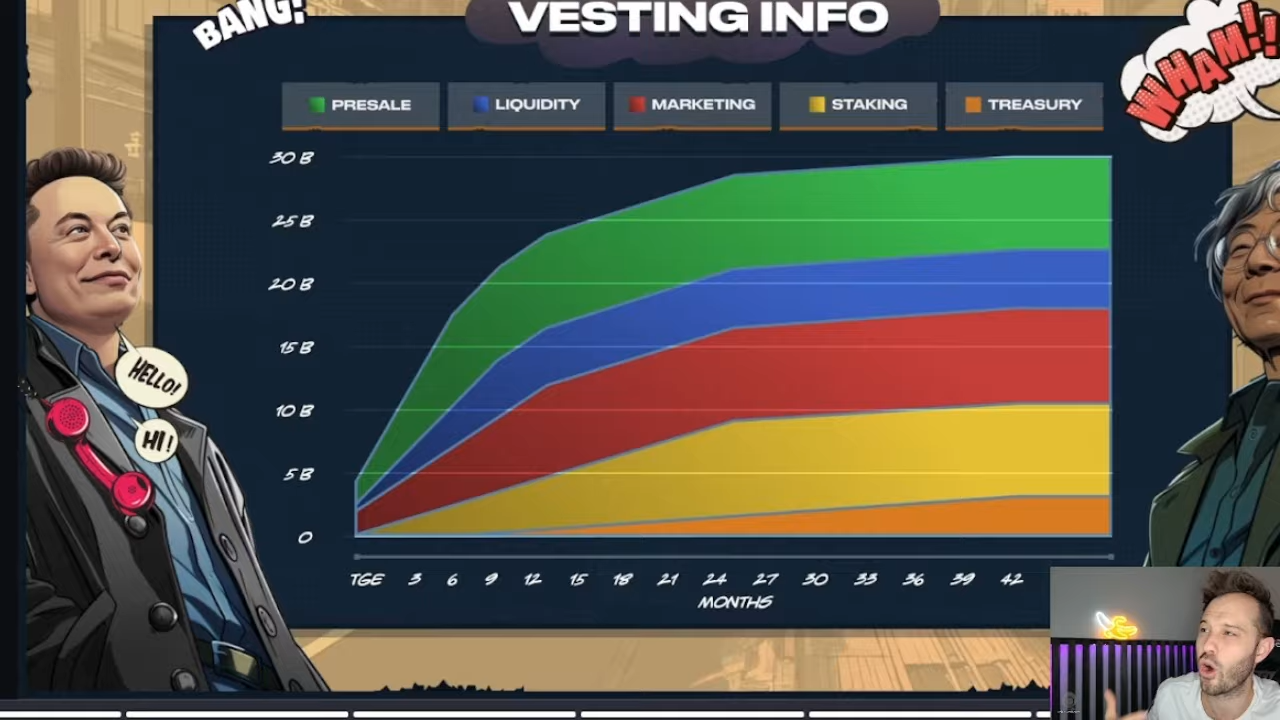 BANG!
VESTING INFO
WHAM!!
PRESALE LIQUIDITY MARKETING STAKING TREASURY
30 B
25 B
20 B
15 B
10 B
5 B
0
HELLO!
HI!
TGE 3 6 9 12 15 18 21 24 27 30 33 36 39 42
MONTHS